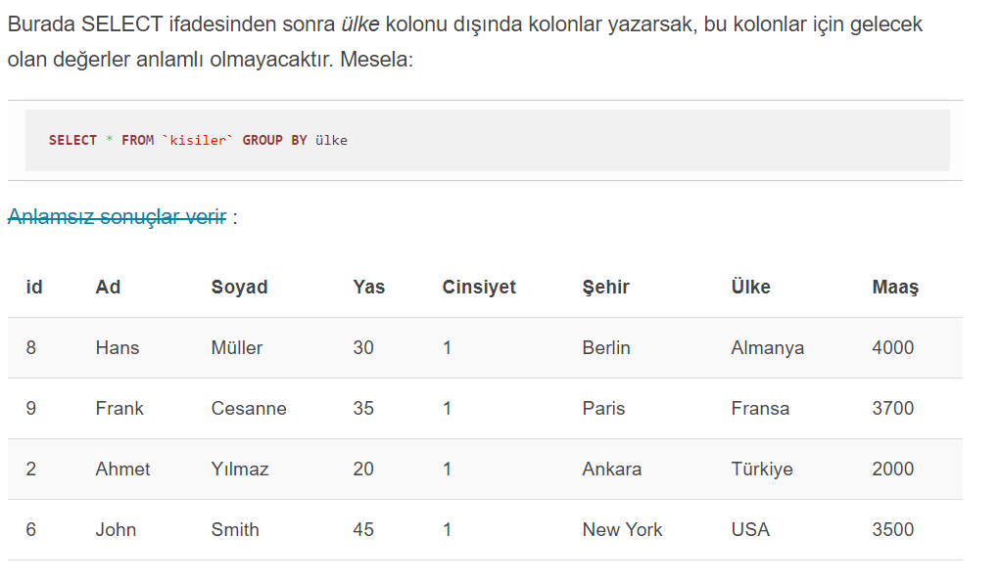 Burada SELECT ifadesinden sonra ülke kolonu dışında kolonlar yazarsak, bu kolonlar için gelecek
olan değerler anlamlı olmayacaktır. Mesela:
SELECT * FROM `kisiler` GROUP BY ülke
Anlamsız sonuçlar verir :
id Ad Soyad Yas Cinsiyet Şehir Ülke Maaş
8 Hans Müller 30 1 Berlin Almanya 4000
9 Frank Cesanne 35 1 Paris Fransa 3700
2 Ahmet Yılmaz 20 1 Ankara Türkiye 2000
6 John Smith 45 1 New York USA 3500